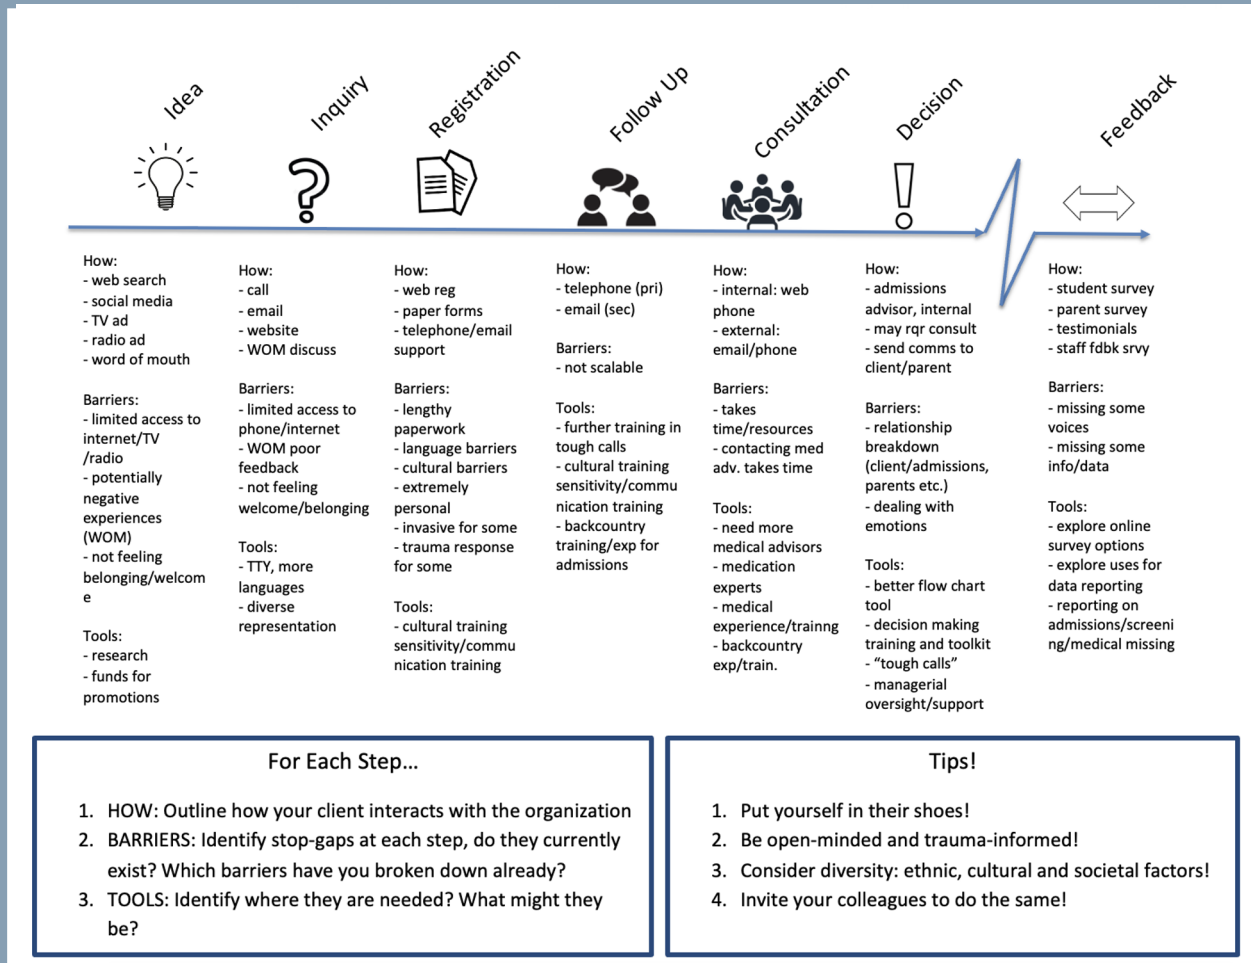 Idea
Inquiry
Registration
Follow Up
Consultation
Decision
Feedback
How:
- web search
- social media
- TV ad
- radio ad
- word of mouth
Barriers:
- limited access to
internet/TV
/radio
- potentially
negative
experiences
(WOM)
- not feeling
belonging/welcom
e
Tools:
- research
- funds for
promotions
How:
- call
- email
- website
- WOM discuss
Barriers:
- limited access to
phone/internet
- WOM poor
feedback
- not feeling
welcome/belonging
Tools:
- TTY, more
languages
- diverse
representation
How:
- web reg
- paper forms
- telephone/email
support
Barriers:
- lengthy
paperwork
- language barriers
- cultural barriers
- extremely
personal
- invasive for some
- trauma response
for some
Tools:
- cultural training
sensitivity/commu
nication training
How:
- telephone (pri)
- email (sec)
Barriers:
- not scalable
Tools:
- further training in
tough calls
- cultural training
sensitivity/commu
nication training
- backcountry
training/exp for
admissions
How:
- internal: web
phone
- external:
email/phone
Barriers:
- takes
time/resources
- contacting med
adv. takes time
Tools:
- need more
medical advisors
- medication
experts
- medical
experience/trainng
- backcountry
exp/train.
How:
- admissions
advisor, internal
- may rqr consult
- send comms to
client/parent
Barriers:
- relationship
breakdown
(client/admissions,
parents etc.)
- dealing with
emotions
Tools:
- better flow chart
tool
- decision making
training and toolkit
- “tough calls”
- managerial
oversight/support
How:
- student survey
- parent survey
- testimonials
- staff fdbk srvy
Barriers:
- missing some
voices
- missing some
info/data
Tools:
- explore online
survey options
- explore uses for
data reporting
- reporting on
admissions/screeni
ng/medical missing
For Each Step...
1. HOW: Outline how your client interacts with the organization
2. BARRIERS: Identify stop-gaps at each step, do they currently
exist? Which barriers have you broken down already?
3. TOOLS: Identify where they are needed? What might they
be?
Tips!
1. Put yourself in their shoes!
2. Be open-minded and trauma-informed!
3. Consider diversity: ethnic, cultural and societal factors!
4. Invite your colleagues to do the same!